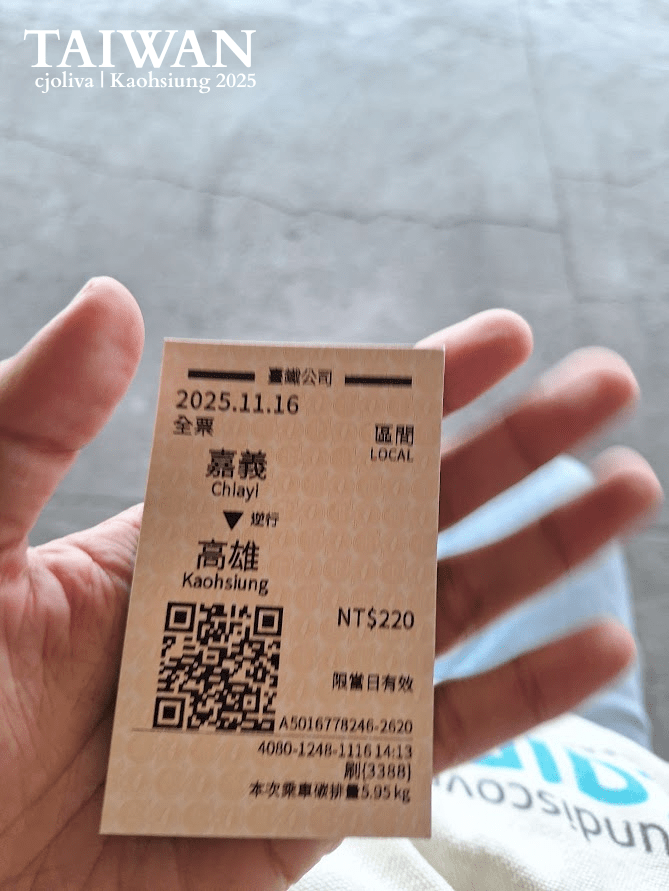 TAIWAN
cjoliva | Kaohsiung 2025
臺鐵公司
2025.11.16
全票
區間
LOCAL
嘉義
Chiayi
▼ 逆行
高雄
Kaohsiung
NT$220
限當日有效
A5016778246-2620
4080-1248-1116 14:13
刷(3388)
本次乘車碳排量5.95kg
undiscov